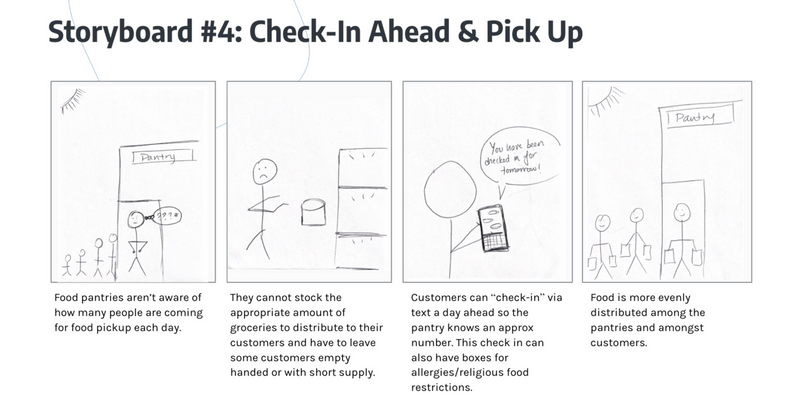 Storyboard #4: Check-In Ahead & Pick Up
Pantry
???*
You have been
checked in for
tomorrow!
Pantry
Food pantries aren't aware of
how many people are coming
for food pickup each day.
They cannot stock the
appropriate amount of
groceries to distribute to their
customers and have to leave
some customers empty
handed or with short supply.
Customers can "check-in" via
text a day ahead so the
pantry knows an approx
number. This check in can
also have boxes for
allergies/religious food
restrictions.
Food is more evenly
distributed among the
pantries and amongst
customers.